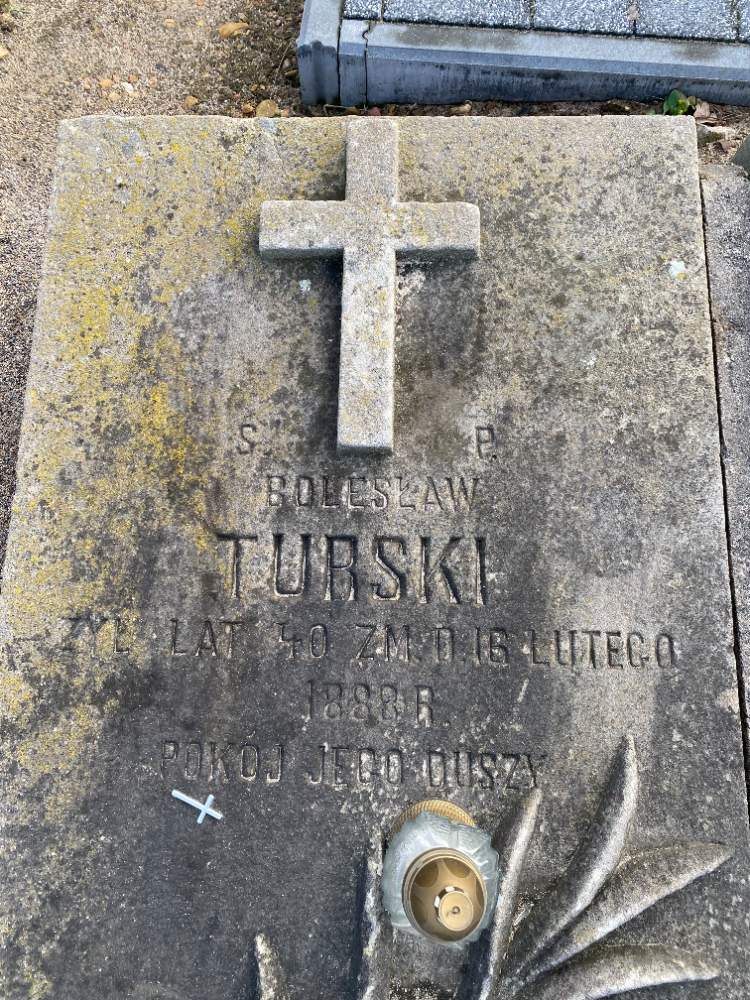 S. P.
BOLESŁAW
TURSKI
ŻYŁ LAT 40 ZM. D. 16 LUTEGO
1888 R.
POKÓJ JEGO DUSZY